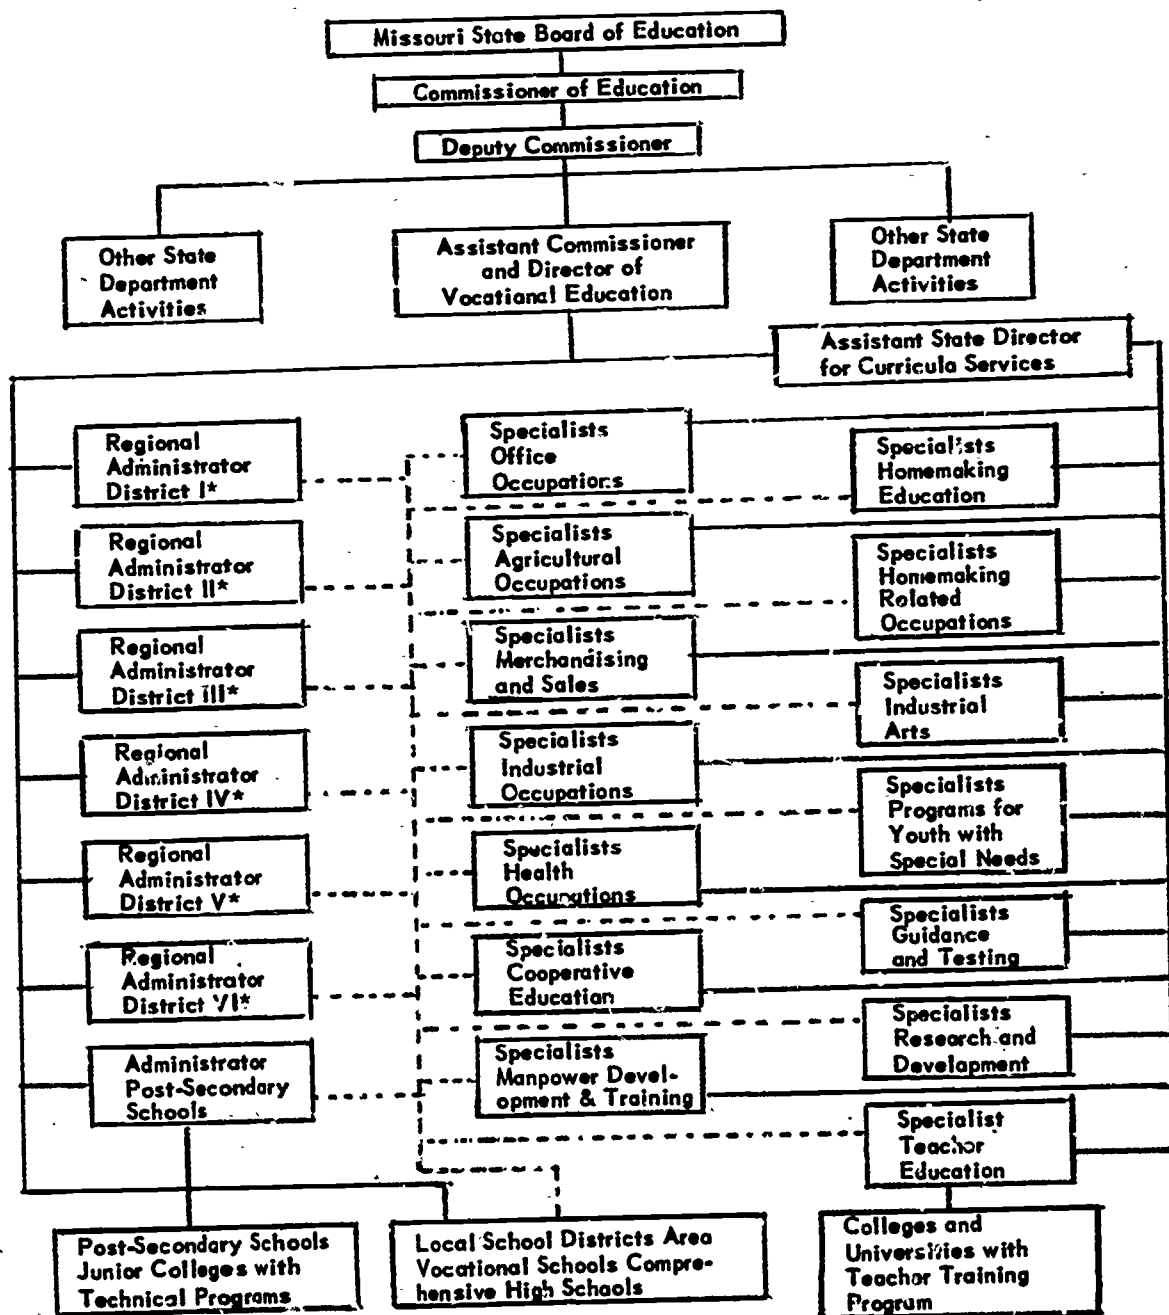 Missouri State Board of Education
Commissioner of Education
Deputy Commissioner
Other State
Department
Activities
Assistant Commissioner
and Director of
Vocational Education
Other State
Department
Activities
Assistant State Director
for Curricula Services
Regional
Administrator
District I*
Specialists
Office
Occupations
Specialists
Homemaking
Education
Regional
Administrator
District II*
Specialists
Agricultural
Occupations
Specialists
Homemaking
Related
Occupations
Regional
Administrator
District III*
Specialists
Merchandising
and Sales
Specialists
Industrial
Arts
Regional
Administrator
District IV*
Specialists
Industrial
Occupations
Specialists
Programs for
Youth with
Special Needs
Regional
Administrator
District V*
Specialists
Health
Occupations
Specialists
Guidance
and Testing
Regional
Administrator
District VI*
Specialists
Cooperative
Education
Specialists
Research and
Development
Administrator
Post-Secondary
Schools
Specialists
Manpower Devel-
opment & Training
Specialist
Teacher
Education
Post-Secondary Schools
Junior Colleges with
Technical Programs
Local School Districts Area
Vocational Schools Compre-
hensive High Schools
Colleges and
Universities with
Teacher Training
Program